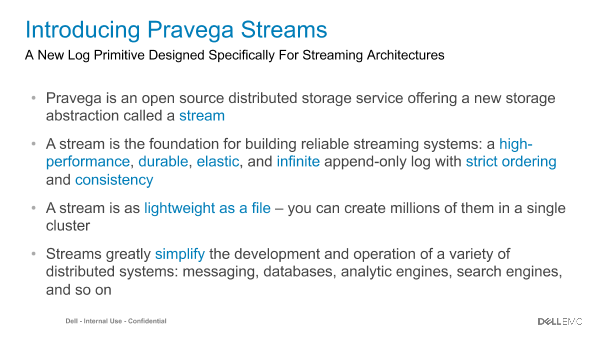 Introducing Pravega Streams
A New Log Primitive Designed Specifically For Streaming Architectures
• Pravega is an open source distributed storage service offering a new storage
abstraction called a stream
• A stream is the foundation for building reliable streaming systems: a high-
performance, durable, elastic, and infinite append-only log with strict ordering
and consistency
• A stream is as lightweight as a file – you can create millions of them in a single
cluster
• Streams greatly simplify the development and operation of a variety of
distributed systems: messaging, databases, analytic engines, search engines,
and so on
Dell - Internal Use - Confidential
DELLEMC